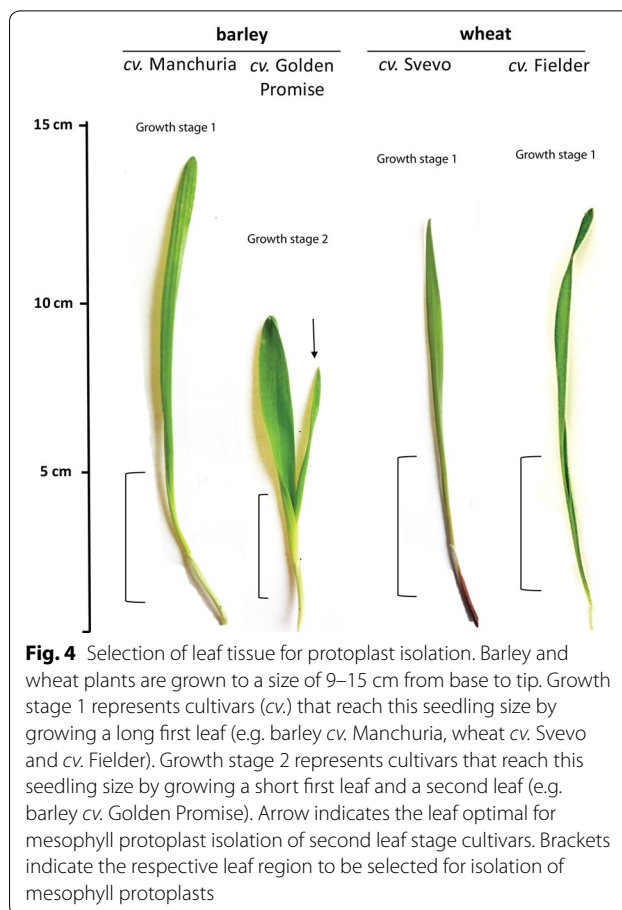 barley
wheat
cv. Manchuria
cv. Golden
Promise
cv. Svevo
cv. Fielder
15 cm
Growth stage 1
Growth stage 1
Growth stage 1
Growth stage 2
10 cm
5 cm
Fig. 4 Selection of leaf tissue for protoplast isolation. Barley and
wheat plants are grown to a size of 9–15 cm from base to tip. Growth
stage 1 represents cultivars (cv.) that reach this seedling size by
growing a long first leaf (e.g. barley cv. Manchuria, wheat cv. Svevo
and cv. Fielder). Growth stage 2 represents cultivars that reach this
seedling size by growing a short first leaf and a second leaf (e.g.
barley cv. Golden Promise). Arrow indicates the leaf optimal for
mesophyll protoplast isolation of second leaf stage cultivars. Brackets
indicate the respective leaf region to be selected for isolation of
mesophyll protoplasts